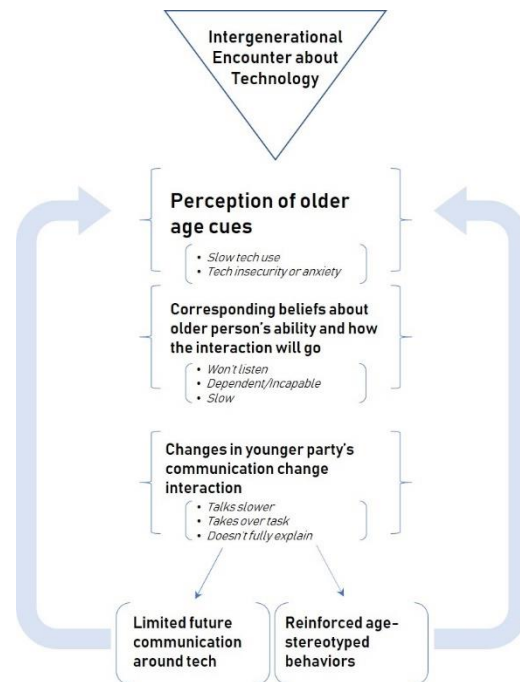 Intergenerational
Encounter about
Technology
Perception of older
age cues
• Slow tech use
• Tech insecurity or anxiety
Corresponding beliefs about
older person's ability and how
the interaction will go
• Won't listen
• Dependent/Incapable
• Slow
Changes in younger party's
communication change
interaction
• Talks slower
• Takes over task
• Doesn't fully explain
Limited future
communication
around tech
Reinforced age-
stereotyped
behaviors